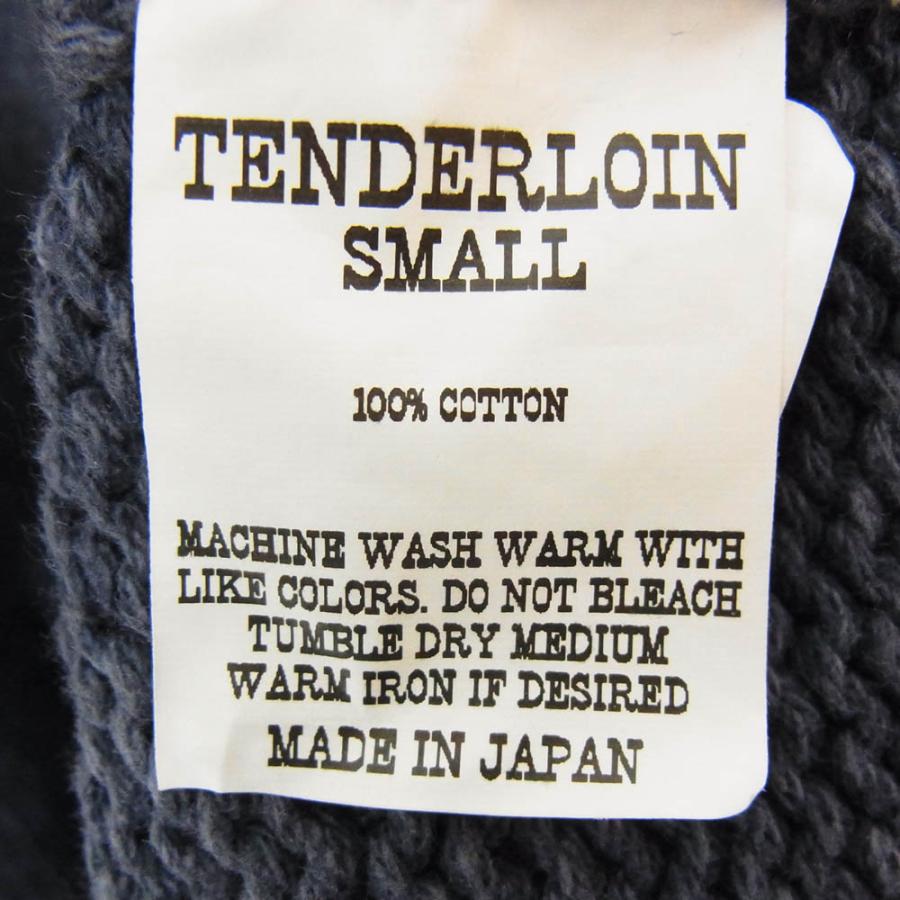 TENDERLOIN
SMALL
100% COTTON
MACHINE WASH WARM WITH
LIKE COLORS. DO NOT BLEACH
TUMBLE DRY MEDIUM
WARM IRON IF DESIRED
MADE IN JAPAN